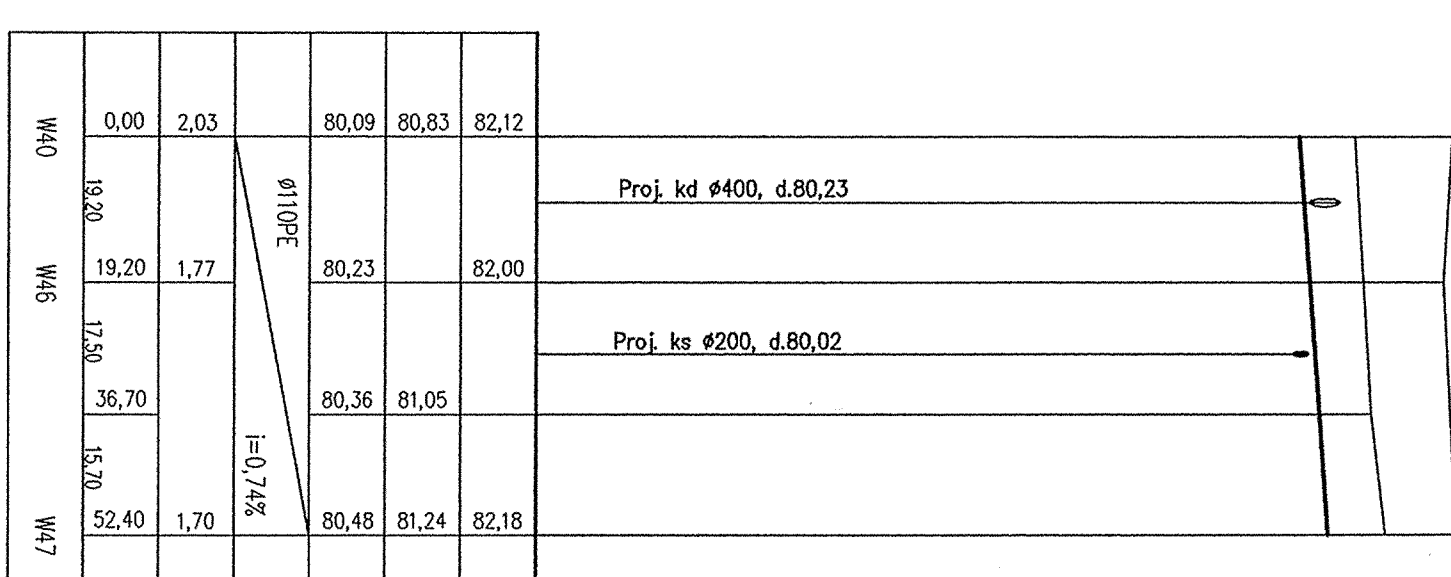 W40
0,00 2,03 80,09 80,83 82,12
19,20
Ø110PE
Proj. kd Ø400, d.80,23
W46
19,20 1,77 80,23 82,00
17,50
Proj. ks Ø200, d.80,02
36,70 80,36 81,05
15,70
i=0,74%
W47
52,40 1,70 80,48 81,24 82,18